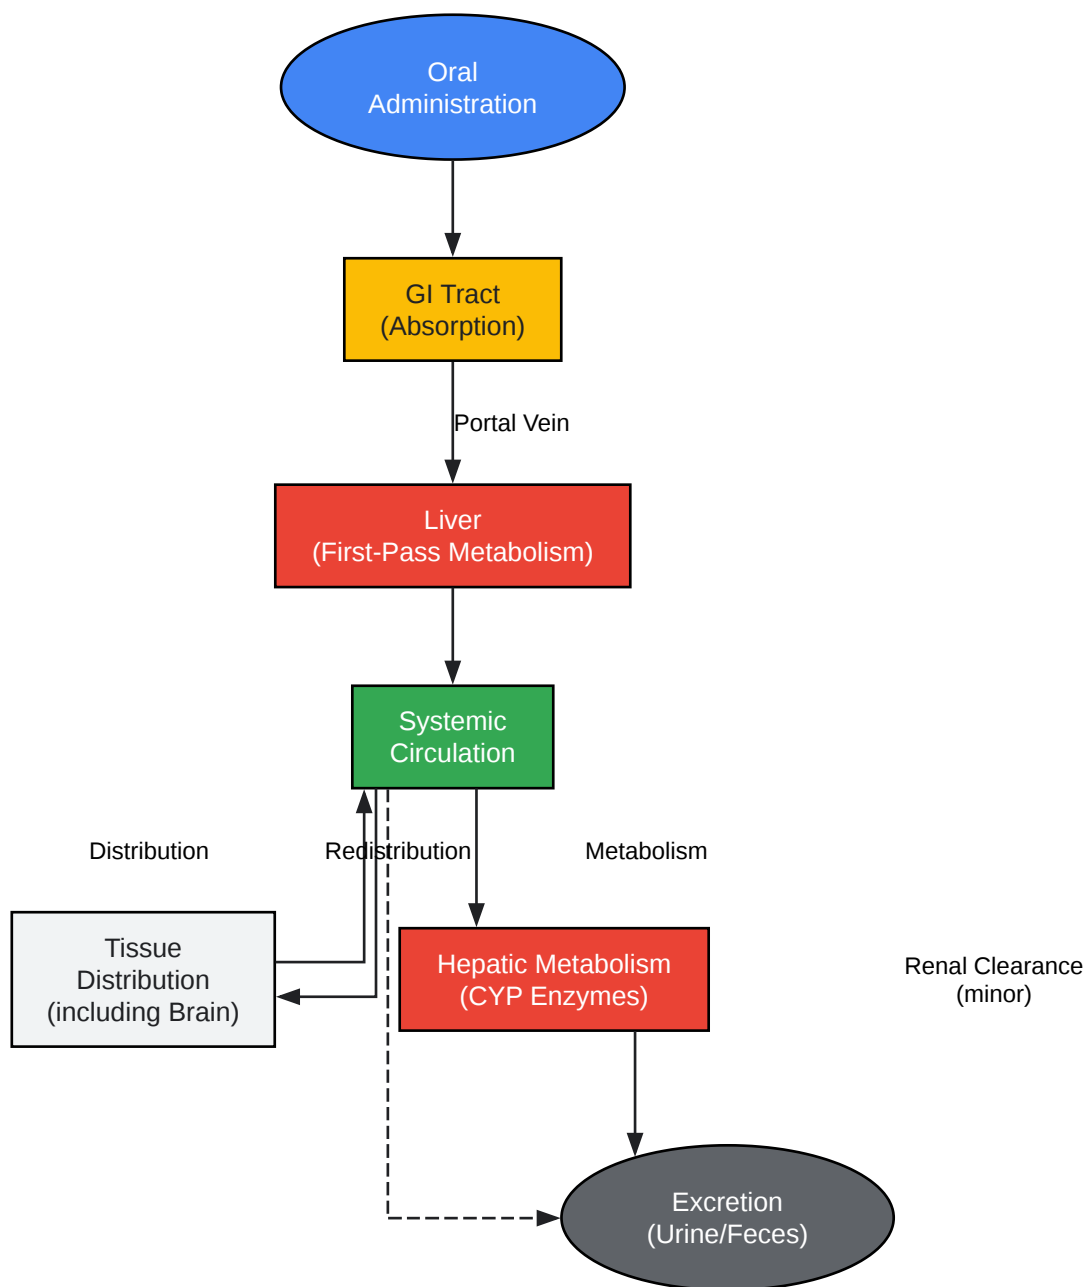 Oral
Administration
GI Tract
(Absorption)
Portal Vein
Liver
(First-Pass Metabolism)
Systemic
Circulation
Distribution
Redistribution
Metabolism
Tissue
Distribution
(including Brain)
Hepatic Metabolism
(CYP Enzymes)
Renal Clearance
(minor)
Excretion
(Urine/Feces)